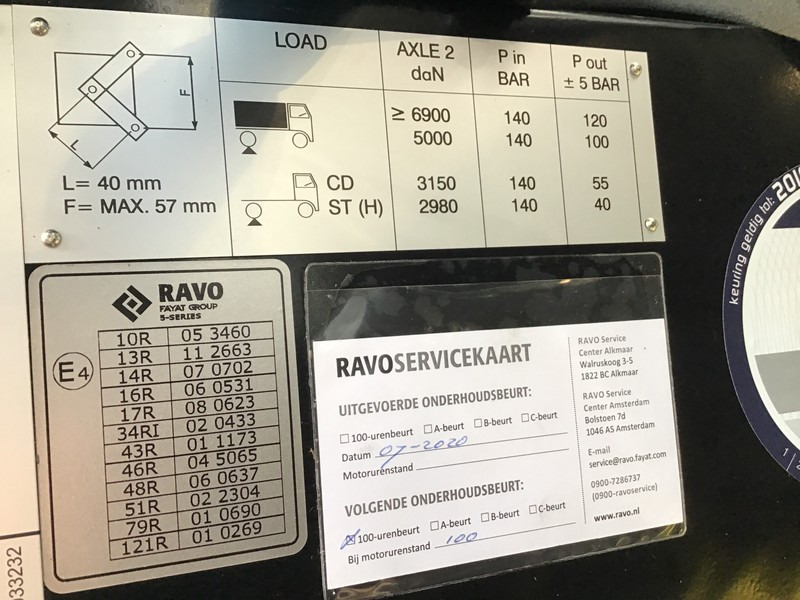 LOAD
AXLE 2
daN
P in
BAR
P out
± 5 BAR
F
L
L= 40 mm
F= MAX. 57 mm
≥ 6900 140 120
5000 140 100
CD 3150 140 55
ST (H) 2980 140 40
RAVO
FAYAT GROUP
5-SERIES
E4
10R 05 3460
13R 11 2663
14R 07 0702
16R 06 0531
17R 08 0623
34RI 02 0433
43R 01 1173
46R 04 5065
48R 06 0637
51R 02 2304
79R 01 0690
121R 01 0269
RAVOSERVICEKAART
UITGEVOERDE ONDERHOUDSBEURT:
☐ 100-urenbeurt ☐ A-beurt ☐ B-beurt ☐ C-beurt
Datum 07-2020
Motorurenstand
VOLGENDE ONDERHOUDSBEURT:
☒ 100-urenbeurt ☐ A-beurt ☐ B-beurt ☐ C-beurt
Bij motorurenstand 100
RAVO Service
Center Alkmaar
Walruskoog 3-5
1822 BC Alkmaar
RAVO Service
Center Amsterdam
Bolstoen 7d
1046 AS Amsterdam
E-mail
service@ravo.fayat.com
0900-7286737
(0900-ravoservice)
www.ravo.nl
keuring geldig tot:
33232